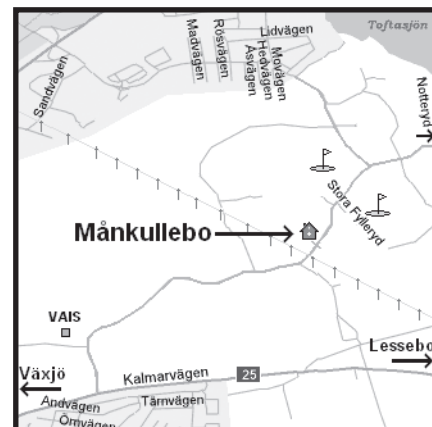 Toftasjön
Lidvägen
Madvägen
Rösvägen
Åsvägen
Hedvägen
Movägen
Sandvägen
Notteryd
Stora Fylleryd
Månkullebo
VAIS
Lessebo
Växjö
Kalmarvägen
25
Andvägen
Tärnvägen
Örnvägen